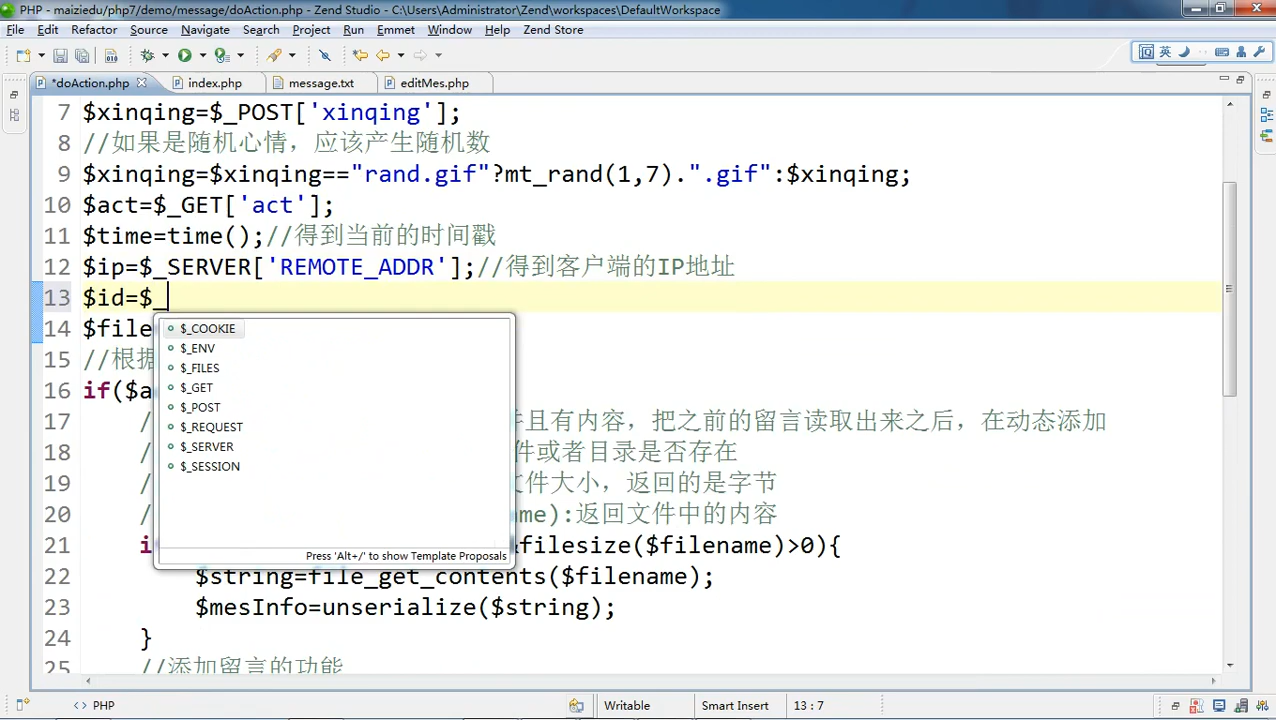 PHP - maiziedu/php7/demo/message/doAction.php - Zend Studio - C:\Users\Administrator\Zend\workspaces\DefaultWorkspace
File Edit Refactor Source Navigate Search Project Run Emmet Window Help Zend Store
英
*doAction.php index.php message.txt editMes.php
7 $xinqing=$_POST['xinqing'];
8 //如果是随机心情，应该产生随机数
9 $xinqing=$xinqing=="rand.gif"?mt_rand(1,7).".gif":$xinqing;
10 $act=$_GET['act'];
11 $time=time();//得到当前的时间戳
12 $ip=$_SERVER['REMOTE_ADDR'];//得到客户端的IP地址
13 $id=$_
14 $file
15 //根据
16 if($a
17 / 且有内容，把之前的留言读取出来之后，在动态添加
18 / 件或者目录是否存在
19 / 文件大小，返回的是字节
20 / me):返回文件中的内容
21 i &filesize($filename)>0){
22 $string=file_get_contents($filename);
23 $mesInfo=unserialize($string);
24 }
25 //添加留言的功能
$_COOKIE
$_ENV
$_FILES
$_GET
$_POST
$_REQUEST
$_SERVER
$_SESSION
Press 'Alt+/' to show Template Proposals
<> PHP Writable Smart Insert 13 : 7